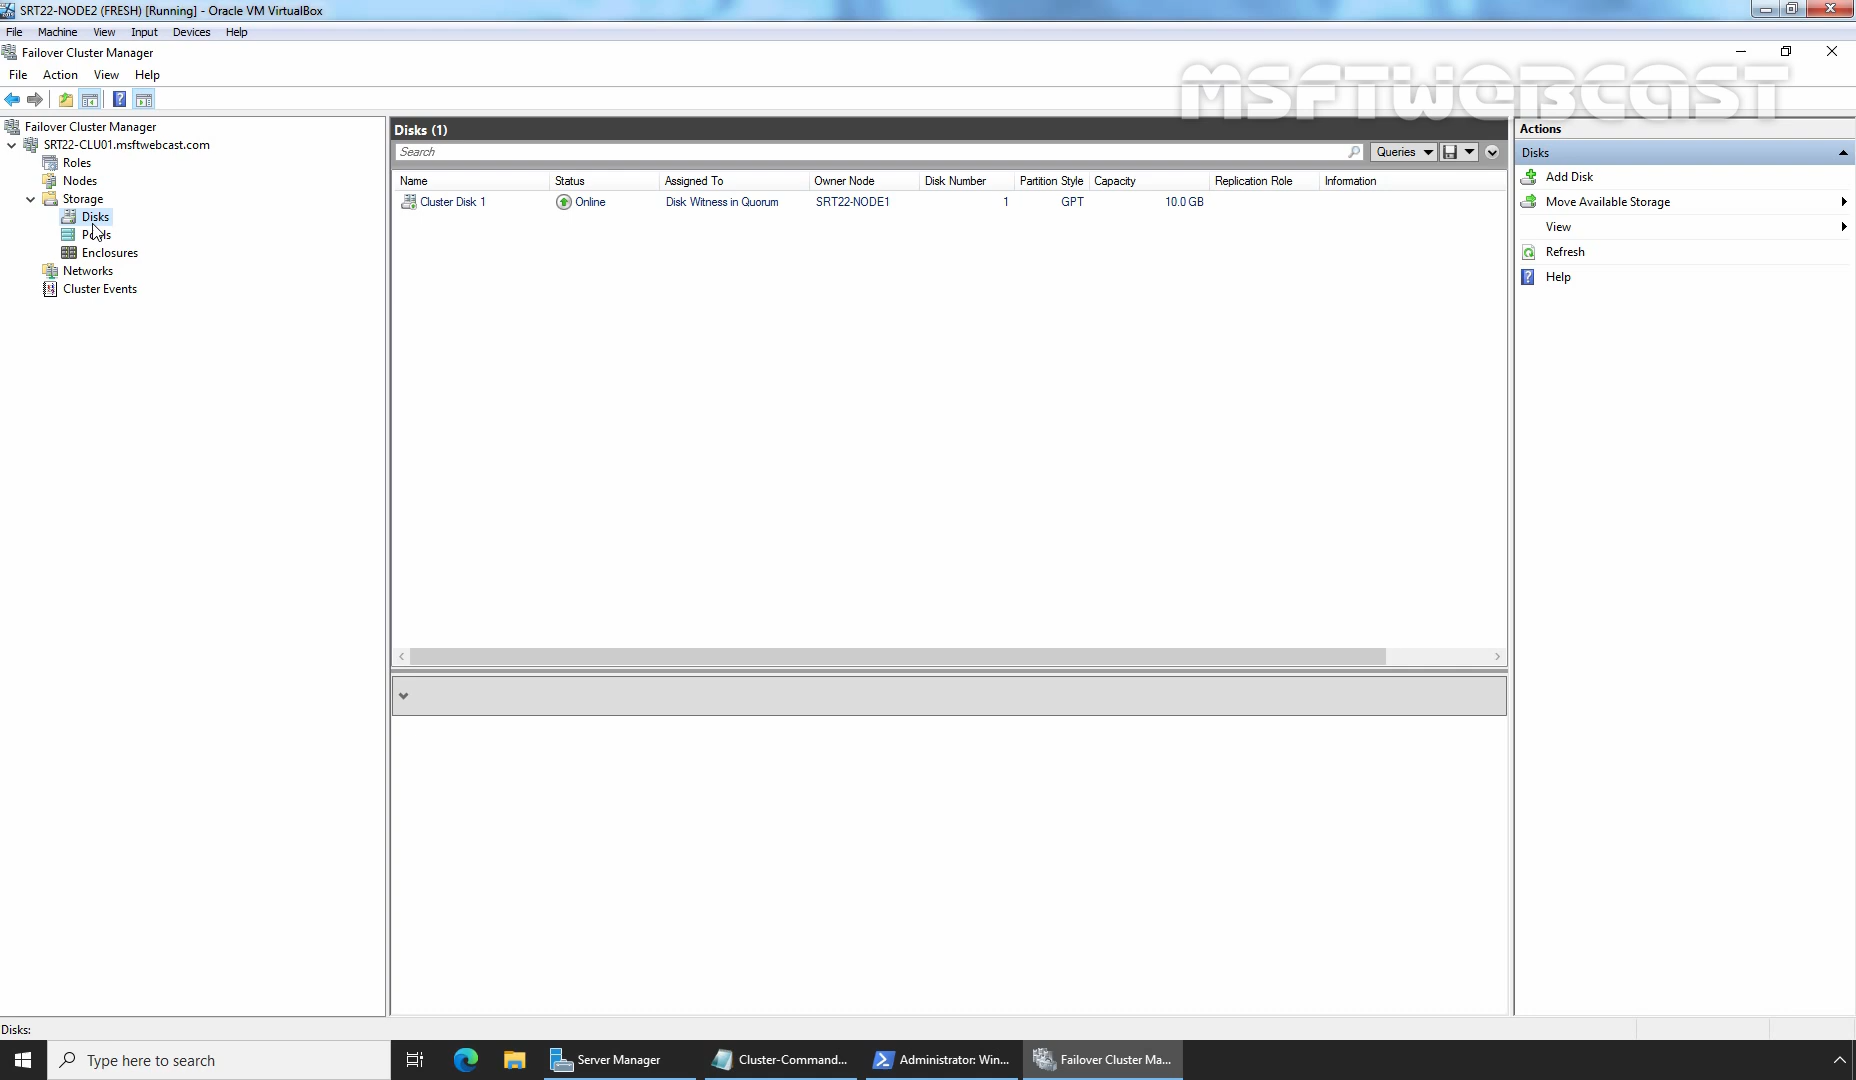 SRT22-NODE2 (FRESH) [Running] - Oracle VM VirtualBox
File Machine View Input Devices Help
Failover Cluster Manager
File Action View Help
MSFTWEBCAST
Failover Cluster Manager
SRT22-CLU01.msftwebcast.com
Roles
Nodes
Storage
Disks
Pools
Enclosures
Networks
Cluster Events
Disks (1)
Search
Queries
Name Status Assigned To Owner Node Disk Number Partition Style Capacity Replication Role Information
Cluster Disk 1 Online Disk Witness in Quorum SRT22-NODE1 1 GPT 10.0 GB
Actions
Disks
Add Disk
Move Available Storage
View
Refresh
Help
Disks:
Type here to search
Server Manager
Cluster-Command...
Administrator: Win...
Failover Cluster Ma...